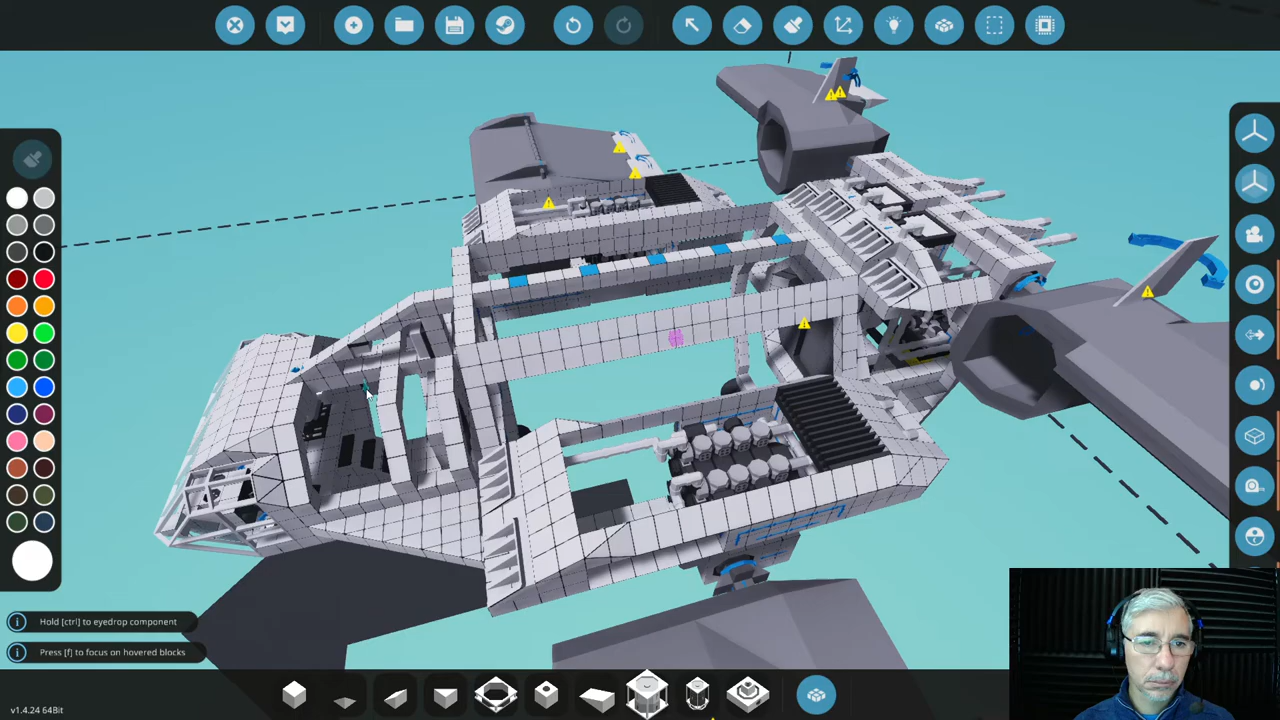 Hold [ctrl] to eyedrop component
Press [f] to focus on hovered blocks
v1.4.24 64Bit